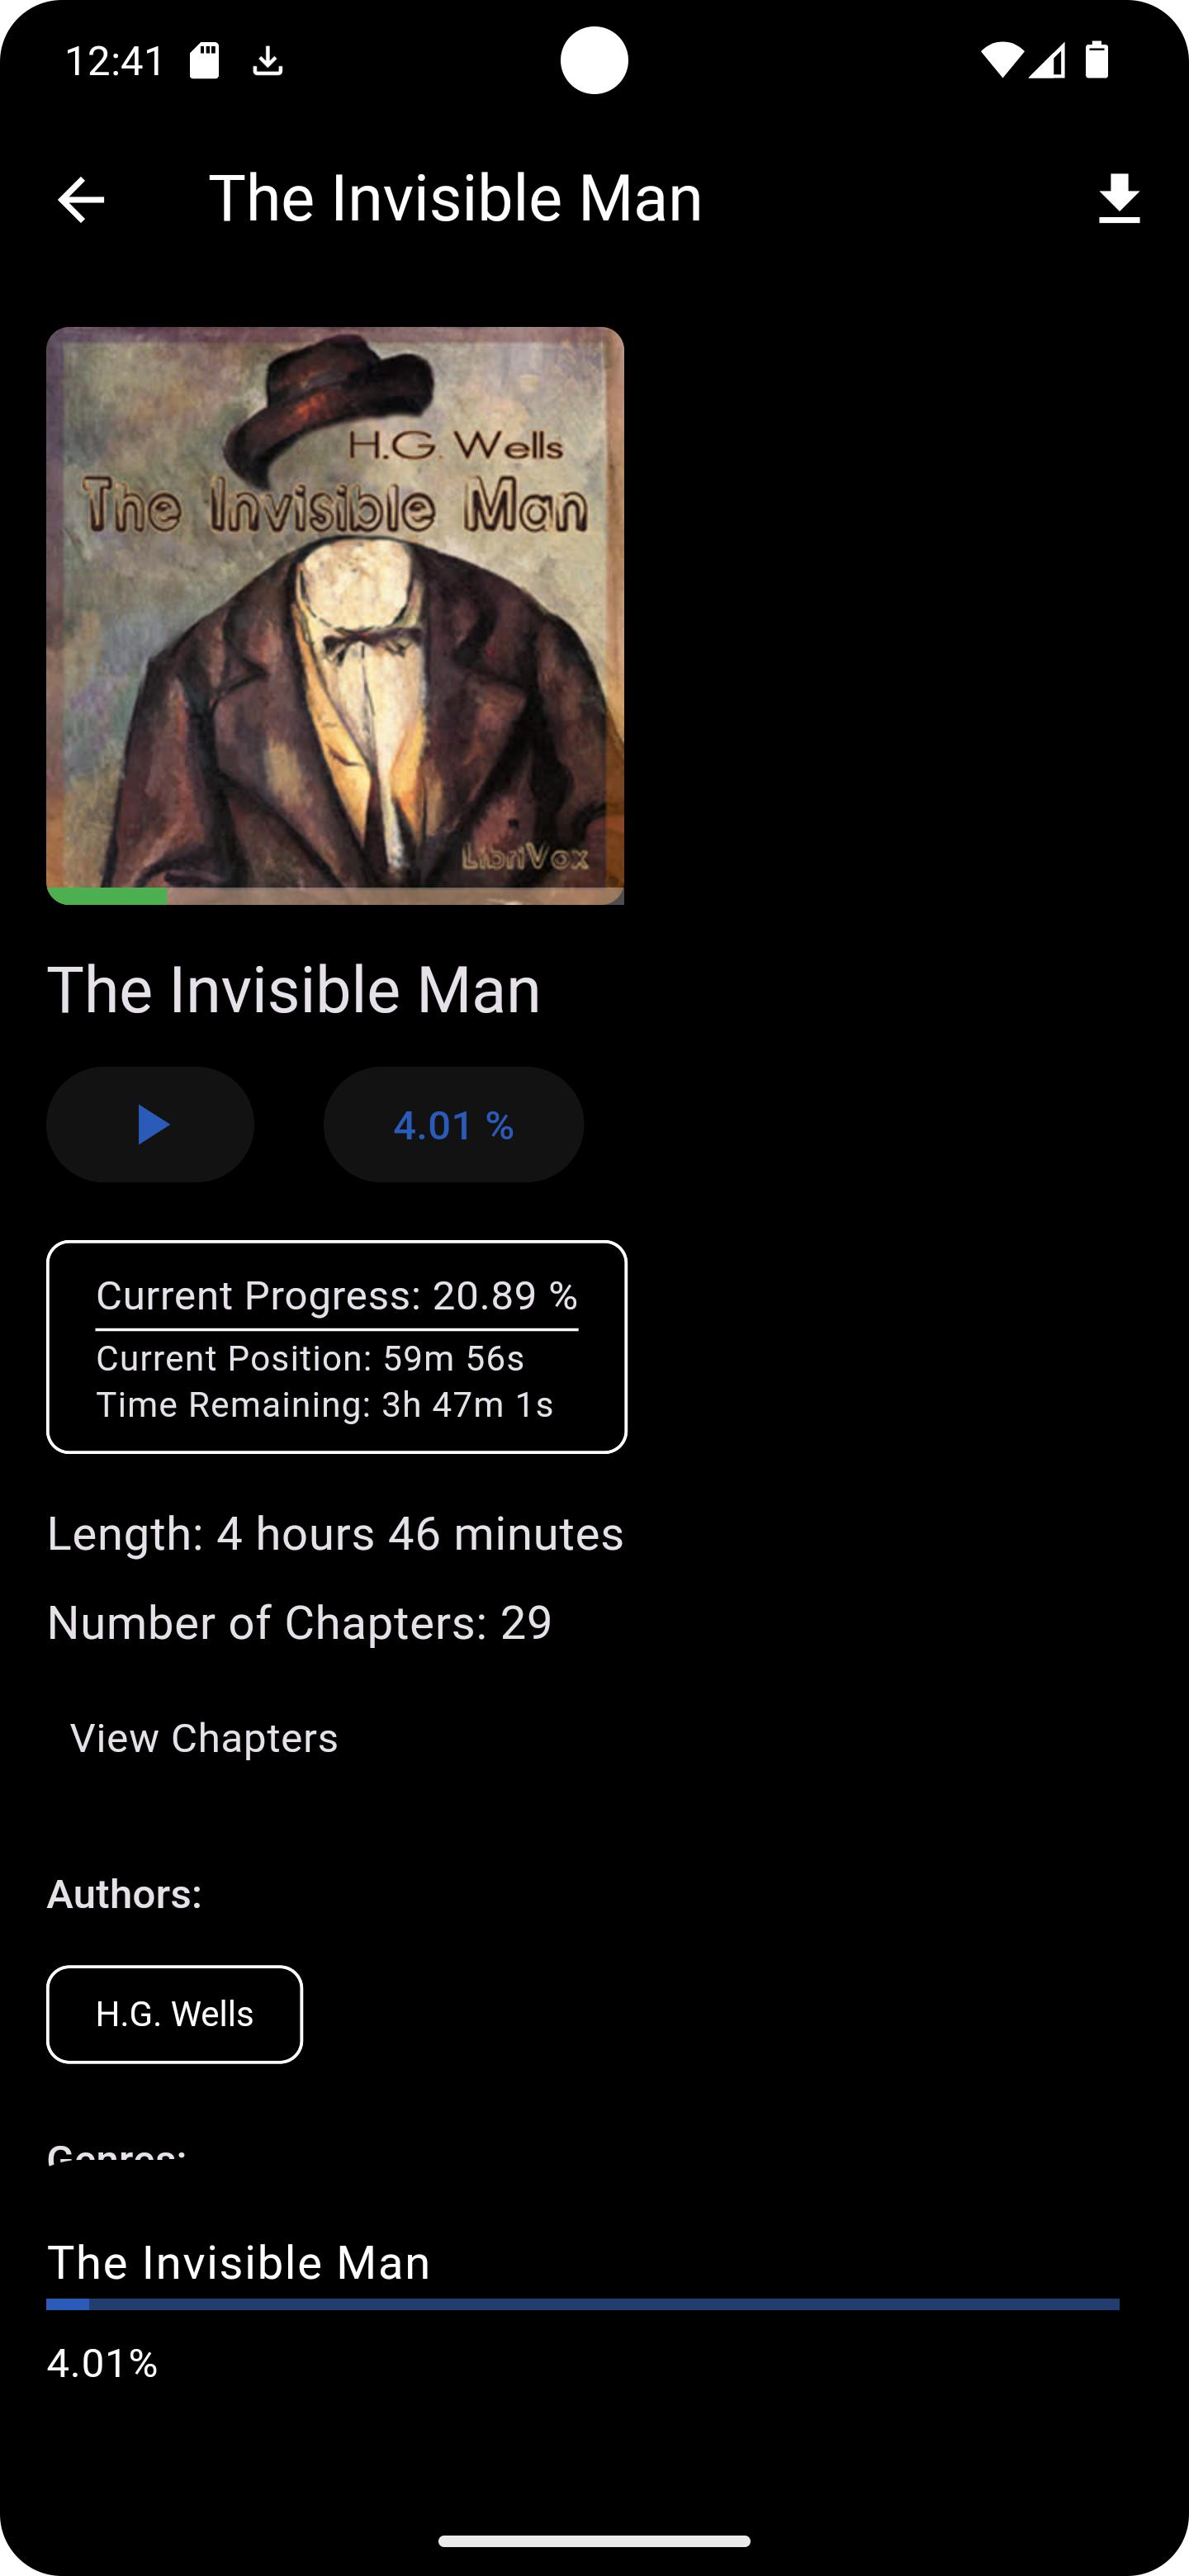 12:41
The Invisible Man
H.G. Wells
The Invisible Man
LibriVox
The Invisible Man
4.01 %
Current Progress: 20.89 %
Current Position: 59m 56s
Time Remaining: 3h 47m 1s
Length: 4 hours 46 minutes
Number of Chapters: 29
View Chapters
Authors:
H.G. Wells
Genres:
The Invisible Man
4.01%